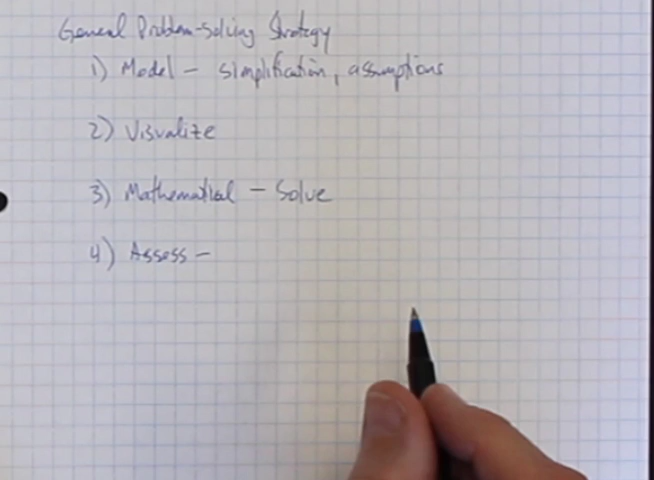 General Problem-Solving Strategy
1) Model - simplification, assumptions
2) Visualize
3) Mathematical - Solve
4) Assess -